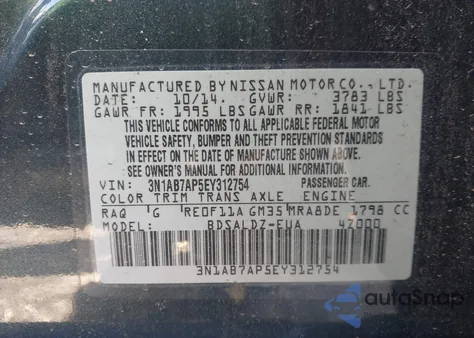 MANUFACTURED BY NISSAN MOTOR CO., LTD.
DATE: 10/14. GVWR: 3783 LBS
GAWR FR: 1995 LBS GAWR RR: 1841 LBS
THIS VEHICLE CONFORMS TO ALL APPLICABLE FEDERAL MOTOR
VEHICLE SAFETY, BUMPER AND THEFT PREVENTION STANDARDS
IN EFFECT ON THE DATE OF MANUFACTURE SHOWN ABOVE.
SEE OWNER'S MANUAL FOR ADDITIONAL INFORMATION
VIN: 3N1AB7AP5EY312754 PASSENGER CAR.
COLOR TRIM TRANS AXLE ENGINE
RAQ 'G 'RE0F11A GM35 'MRA8DE 1798 CC
MODEL: BDSALDZ-EUA 4Z000
3N1AB7AP5EY312754
autoSnap